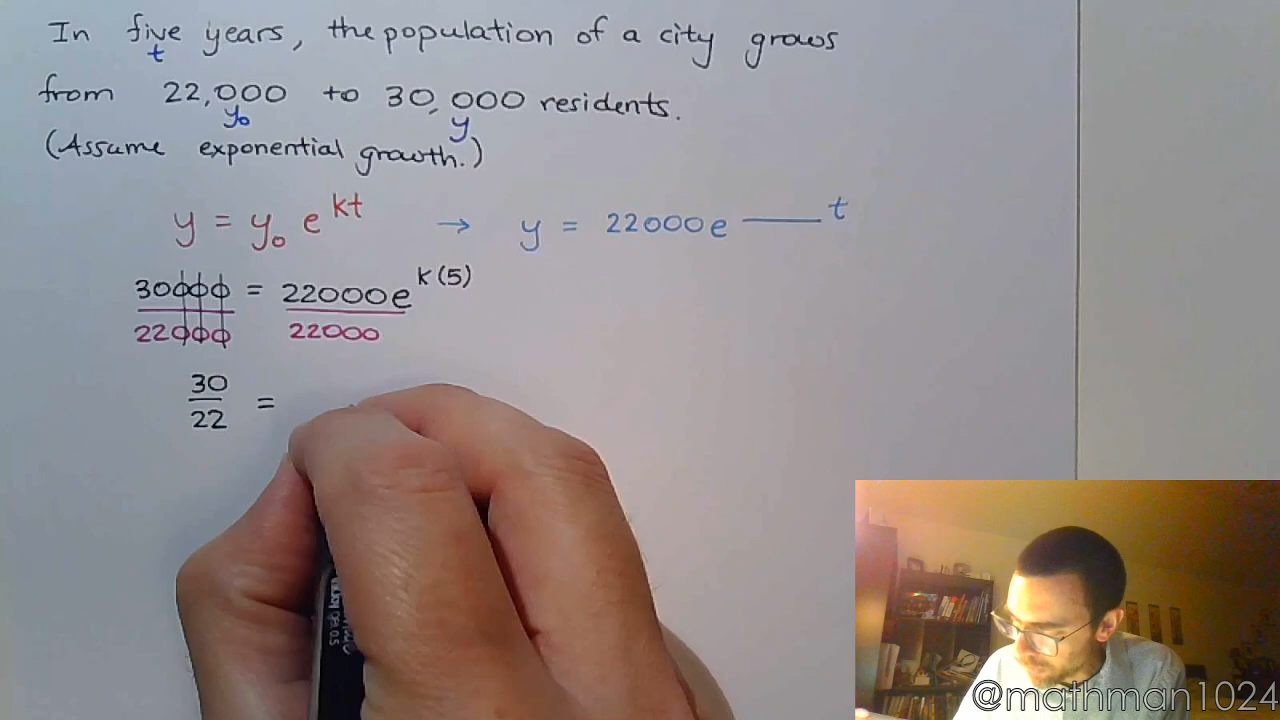 In five years, the population of a city grows
t
from 22,000 to 30,000 residents.
y₀ y
(Assume exponential growth.)
y = y₀ e^kt → y = 22000e ____ t
30000 = 22000e^k(5)
22000 22000
30
22 =
@mathman1024